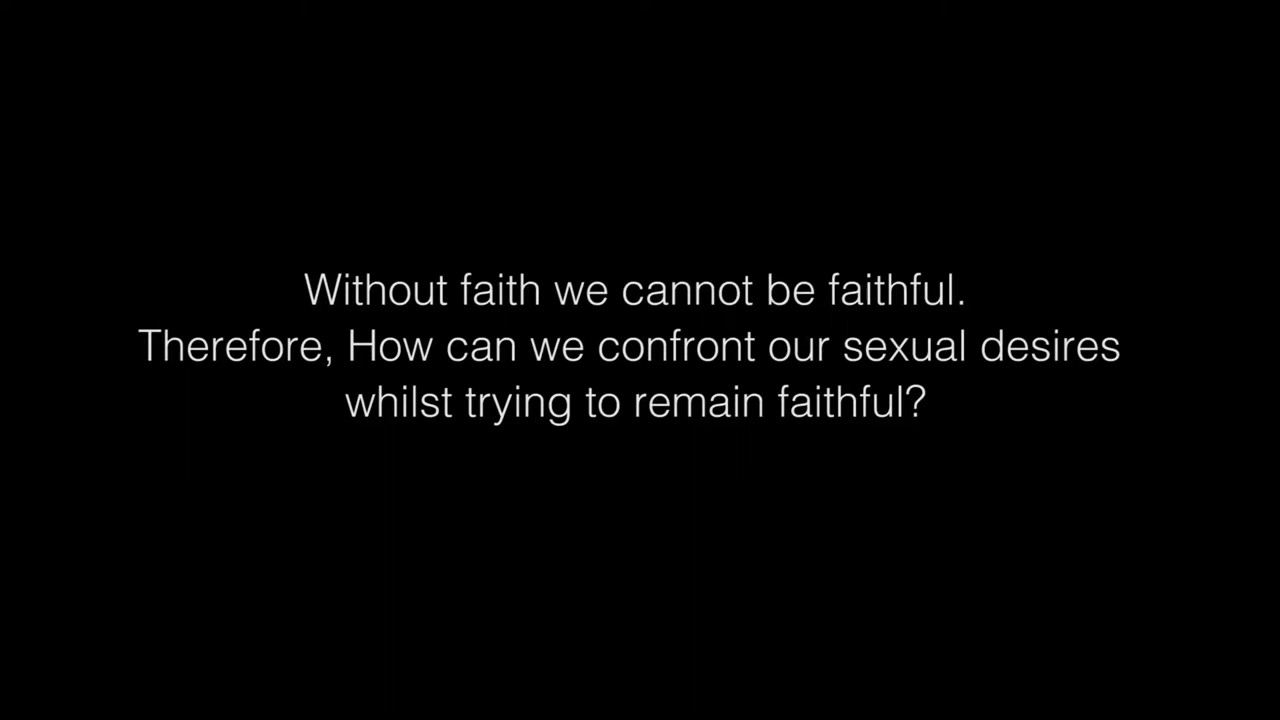 Without faith we cannot be faithful.
Therefore, How can we confront our sexual desires
whilst trying to remain faithful?